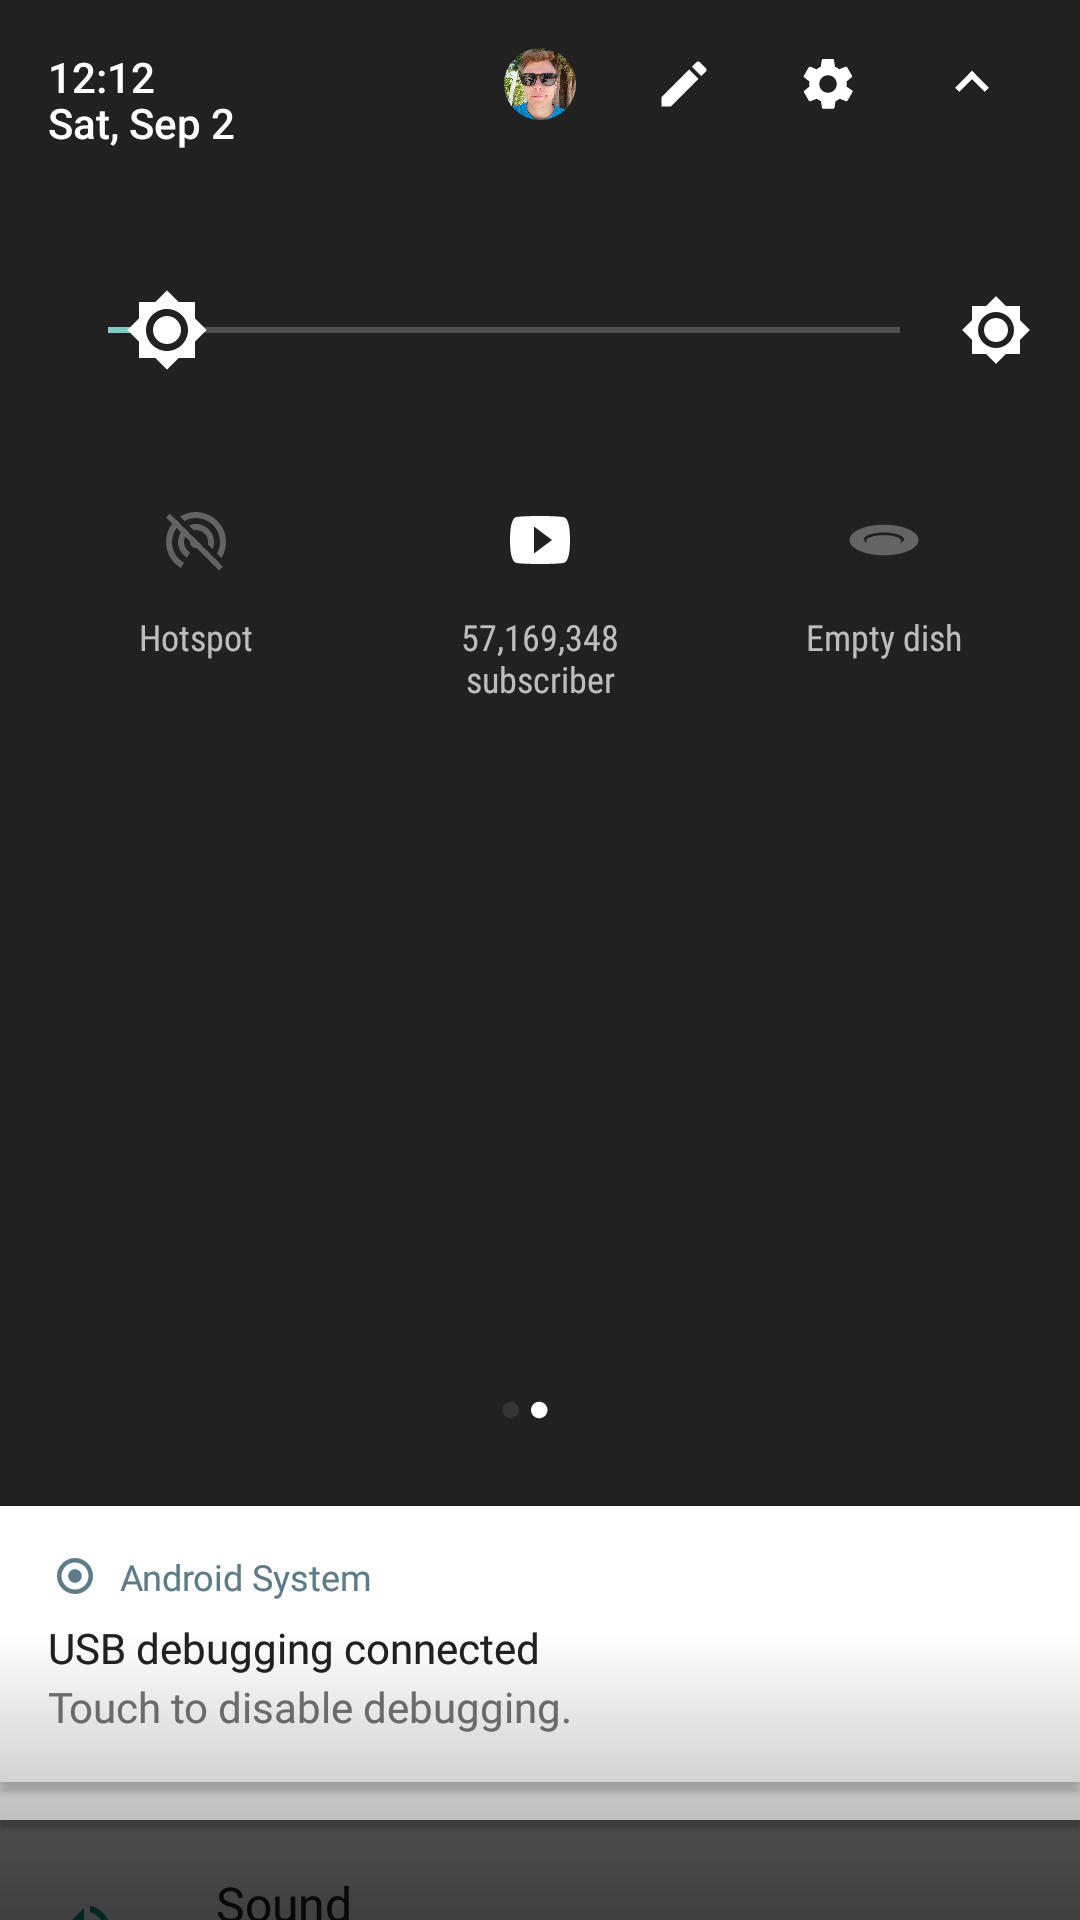 12:12
Sat, Sep 2
Hotspot
57,169,348
subscriber
Empty dish
Android System
USB debugging connected
Touch to disable debugging.
Sound